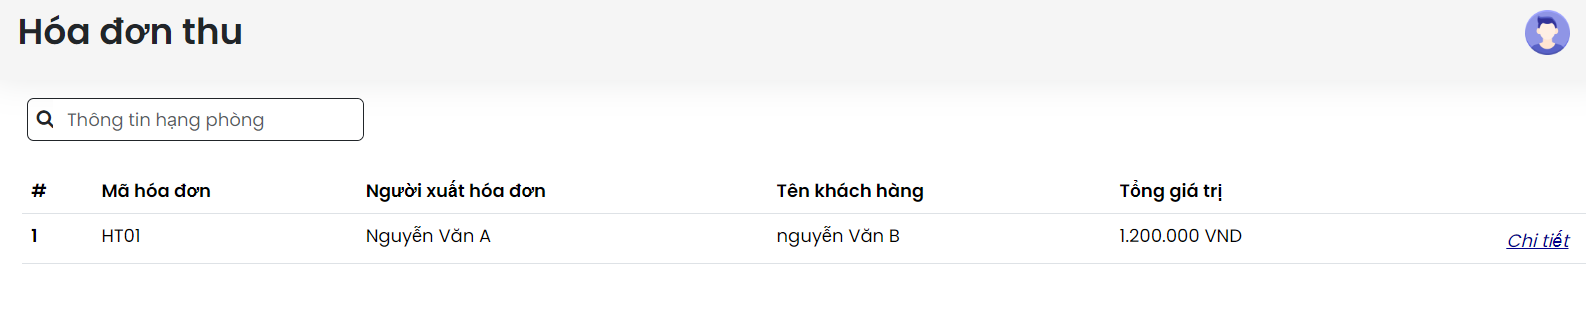 Hóa đơn thu
Thông tin hạng phòng
# Mã hóa đơn Người xuất hóa đơn Tên khách hàng Tổng giá trị
1 HT01 Nguyễn Văn A nguyễn Văn B 1.200.000 VND Chi tiết